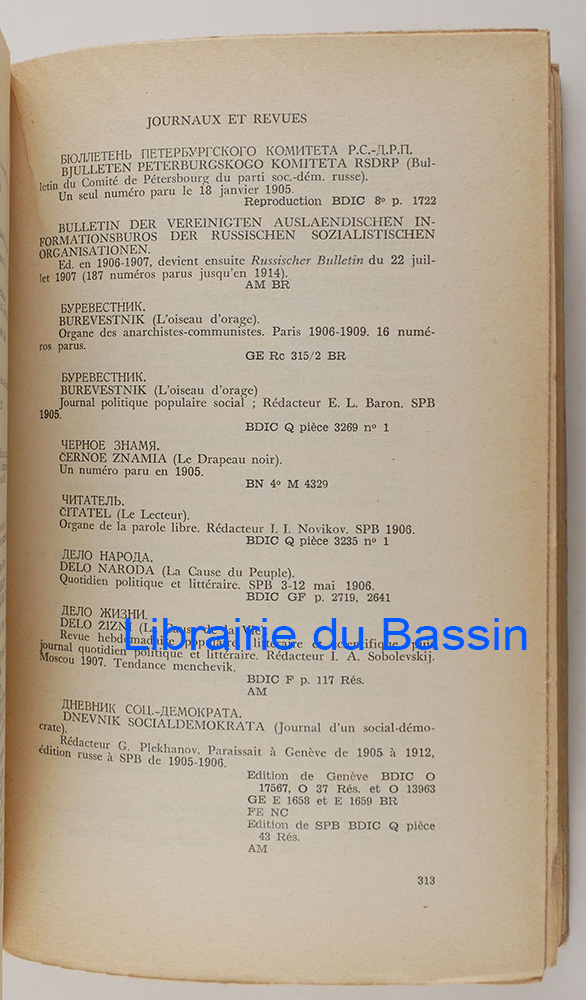 JOURNAUX ET REVUES
БЮЛЛЕТЕНЬ ПЕТЕРБУРГСКОГО КОМИТЕТА Р.С.-Д.Р.П.
BJULLETEN PETERBURGSKOGO KOMITETA RSDRP (Bul-
letin du Comité de Pétersbourg du parti soc.-dém. russe).
Un seul numéro paru le 18 janvier 1905.
Reproduction BDIC 8º p. 1722
BULLETIN DER VEREINIGTEN AUSLAENDISCHEN IN-
FORMATIONSBUROS DER RUSSISCHEN SOZIALISTISCHEN
ORGANISATIONEN.
Ed. en 1906-1907, devient ensuite Russischer Bulletin du 22 juil-
let 1907 (187 numéros parus jusqu'en 1914).
AM BR
БУРЕВЕСТНИК.
BUREVESTNIK (L'oiseau d'orage).
Organe des anarchistes-communistes. Paris 1906-1909. 16 numé-
ros parus.
GE Rc 315/2 BR
БУРЕВЕСТНИК.
BUREVESTNIK (L'oiseau d'orage)
Journal politique populaire social ; Rédacteur E. L. Baron. SPB
1905.
BDIC Q pièce 3269 nº 1
ЧЕРНОЕ ЗНАМЯ.
ČERNOE ZNAMIA (Le Drapeau noir).
Un numéro paru en 1905.
BN 4º M 4329
ЧИТАТЕЛЬ.
ČITATEL (Le Lecteur).
Organe de la parole libre. Rédacteur I. I. Novikov. SPB 1906.
BDIC Q pièce 3235 nº 1
ДЕЛО НАРОДА.
DELO NARODA (La Cause du Peuple).
Quotidien politique et littéraire. SPB 3-12 mai 1906.
BDIC GF p. 2719, 2641
ДЕЛО ЖИЗНИ.
DELO ZIZNI (La Cause de la Vie)
Librairie du Bassin
Revue hebdomadaire populaire littéraire et scientifique puis
journal quotidien politique et littéraire. Rédacteur I. A. Sobolevskij.
Moscou 1907. Tendance menchevik.
BDIC F p. 117 Rés.
AM
ДНЕВНИК СОЦ.-ДЕМОКРАТА.
DNEVNIK SOCIALDEMOKRATA (Journal d'un social-démo-
crate).
Rédacteur G. Plekhanov. Paraissait à Genève de 1905 à 1912,
édition russe à SPB de 1905-1906.
Edition de Genève BDIC O
17567, O 37 Rés. et O 13963
GE E 1658 et E 1659 BR
FE NC
Edition de SPB BDIC Q pièce
43 Rés.
AM
313